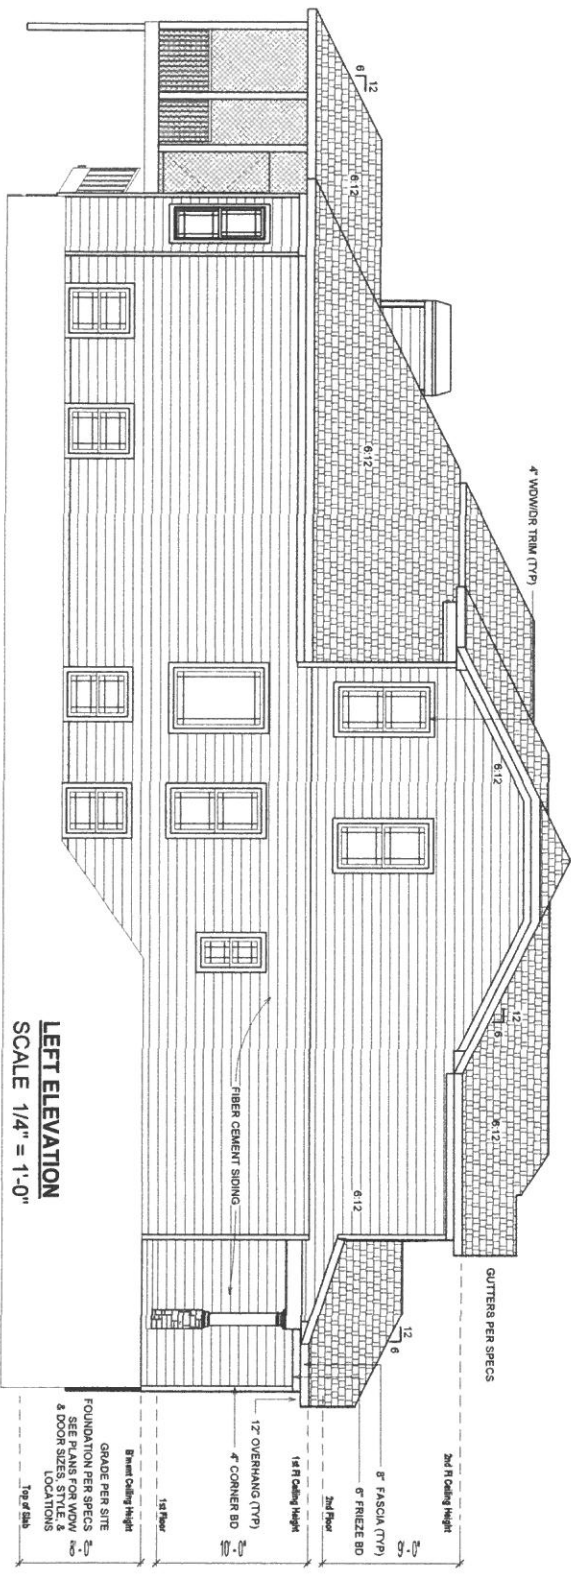 4" WDW/DR TRIM (TYP)
12
6
6:12
6:12
6:12
12
6
6:12
GUTTERS PER SPECS
6:12
12
6
FIBER CEMENT SIDING
2nd Fl Ceiling Height
9'-0"
8" FASCIA (TYP)
6" FRIEZE BD
2nd Floor
1st Fl Ceiling Height
12" OVERHANG (TYP)
10'-0"
4" CORNER BD
1st Floor
B'ment Ceiling Height
GRADE PER SITE
FOUNDATION PER SPECS
SEE PLANS FOR WDW
& DOOR SIZES, STYLE, &
LOCATIONS
8'-0"
Top of Slab
LEFT ELEVATION
SCALE 1/4" = 1'-0"